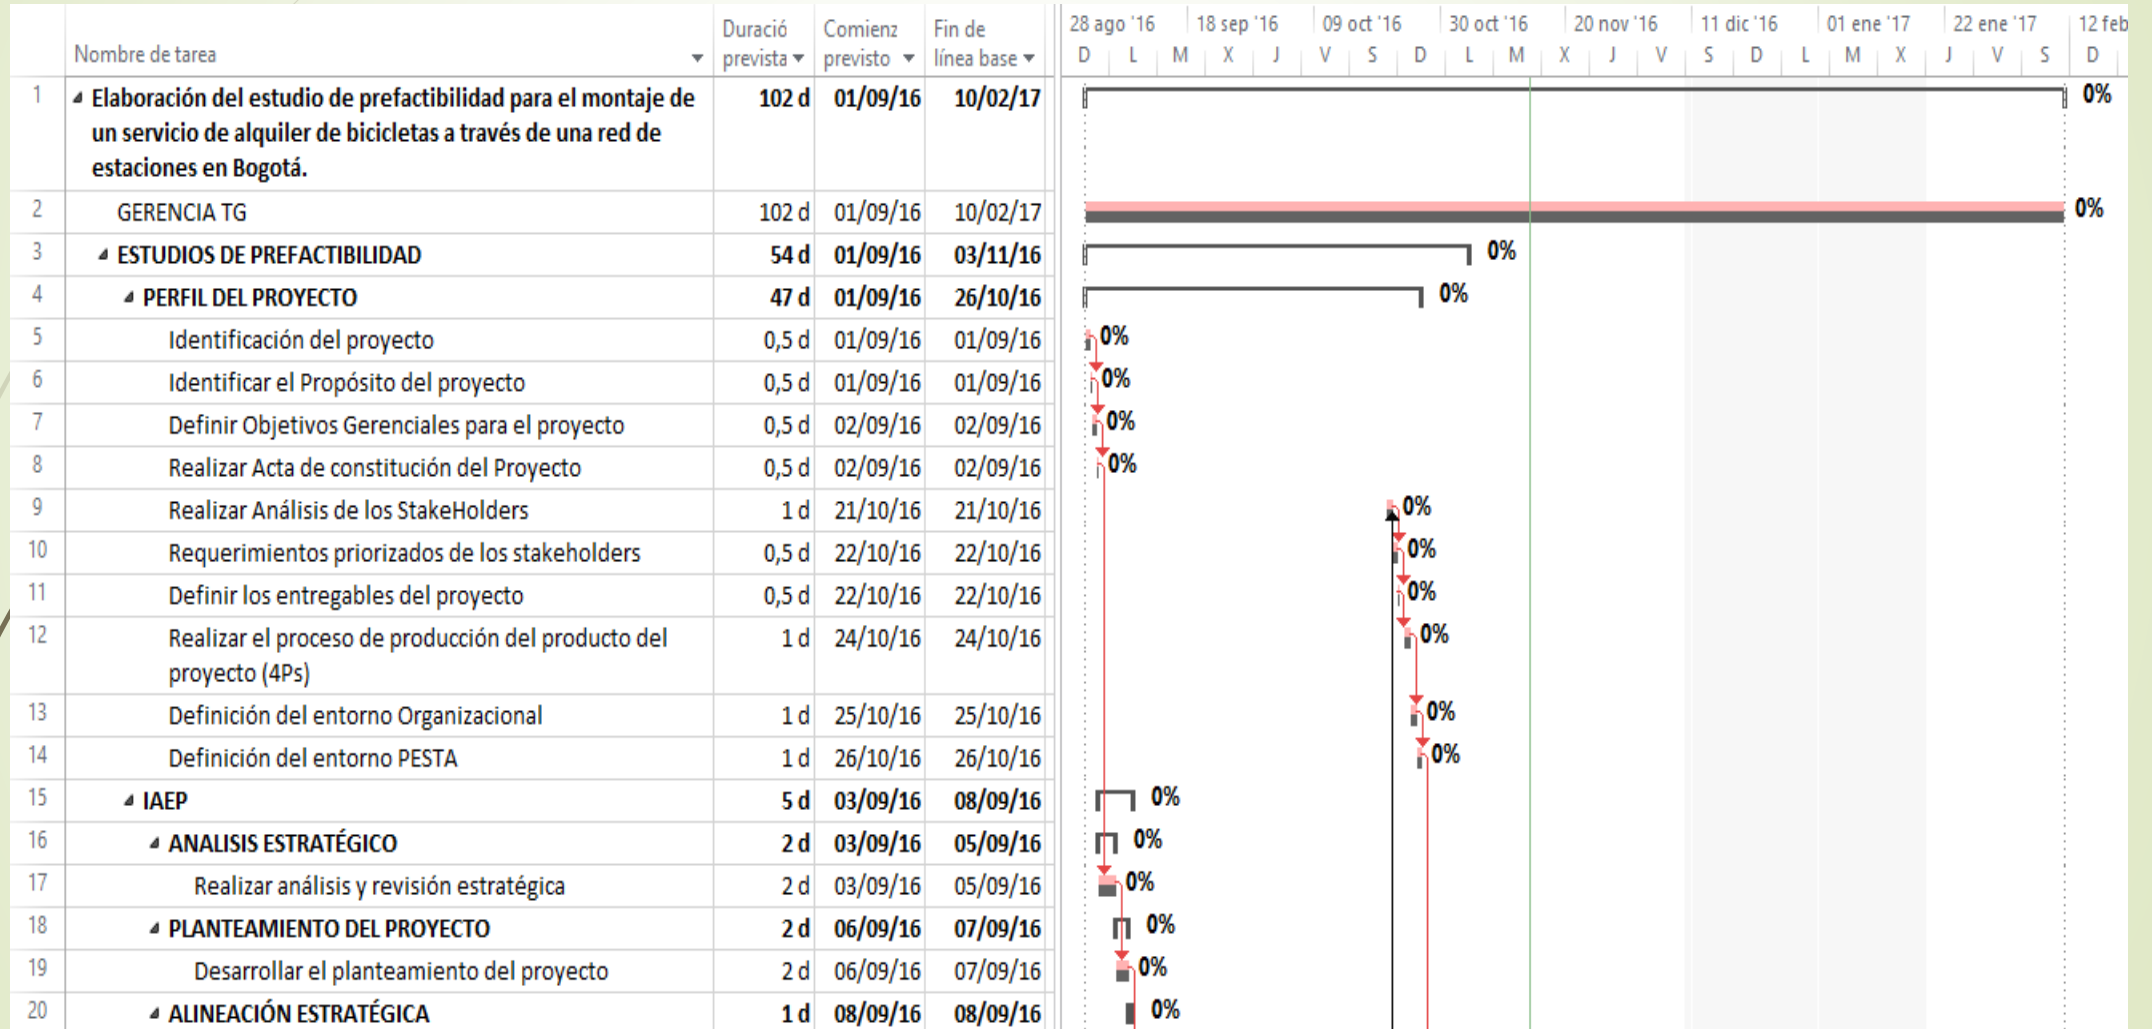 Nombre de tarea
Duració
prevista
Comienz
previsto
Fin de
línea base
28 ago '16 18 sep '16 09 oct '16 30 oct '16 20 nov '16 11 dic '16 01 ene '17 22 ene '17 12 feb
D L M X J V S D L M X J V S D L M X J V S D
1 Elaboración del estudio de prefactibilidad para el montaje de 102 d 01/09/16 10/02/17 0%
un servicio de alquiler de bicicletas a través de una red de
estaciones en Bogotá.
2 GERENCIA TG 102 d 01/09/16 10/02/17 0%
3 ESTUDIOS DE PREFACTIBILIDAD 54 d 01/09/16 03/11/16 0%
4 PERFIL DEL PROYECTO 47 d 01/09/16 26/10/16 0%
5 Identificación del proyecto 0,5 d 01/09/16 01/09/16 0%
6 Identificar el Propósito del proyecto 0,5 d 01/09/16 01/09/16 0%
7 Definir Objetivos Gerenciales para el proyecto 0,5 d 02/09/16 02/09/16 0%
8 Realizar Acta de constitución del Proyecto 0,5 d 02/09/16 02/09/16 0%
9 Realizar Análisis de los StakeHolders 1 d 21/10/16 21/10/16 0%
10 Requerimientos priorizados de los stakeholders 0,5 d 22/10/16 22/10/16 0%
11 Definir los entregables del proyecto 0,5 d 22/10/16 22/10/16 0%
12 Realizar el proceso de producción del producto del 1 d 24/10/16 24/10/16 0%
proyecto (4Ps)
13 Definición del entorno Organizacional 1 d 25/10/16 25/10/16 0%
14 Definición del entorno PESTA 1 d 26/10/16 26/10/16 0%
15 IAEP 5 d 03/09/16 08/09/16 0%
16 ANALISIS ESTRATÉGICO 2 d 03/09/16 05/09/16 0%
17 Realizar análisis y revisión estratégica 2 d 03/09/16 05/09/16 0%
18 PLANTEAMIENTO DEL PROYECTO 2 d 06/09/16 07/09/16 0%
19 Desarrollar el planteamiento del proyecto 2 d 06/09/16 07/09/16 0%
20 ALINEACIÓN ESTRATÉGICA 1 d 08/09/16 08/09/16 0%